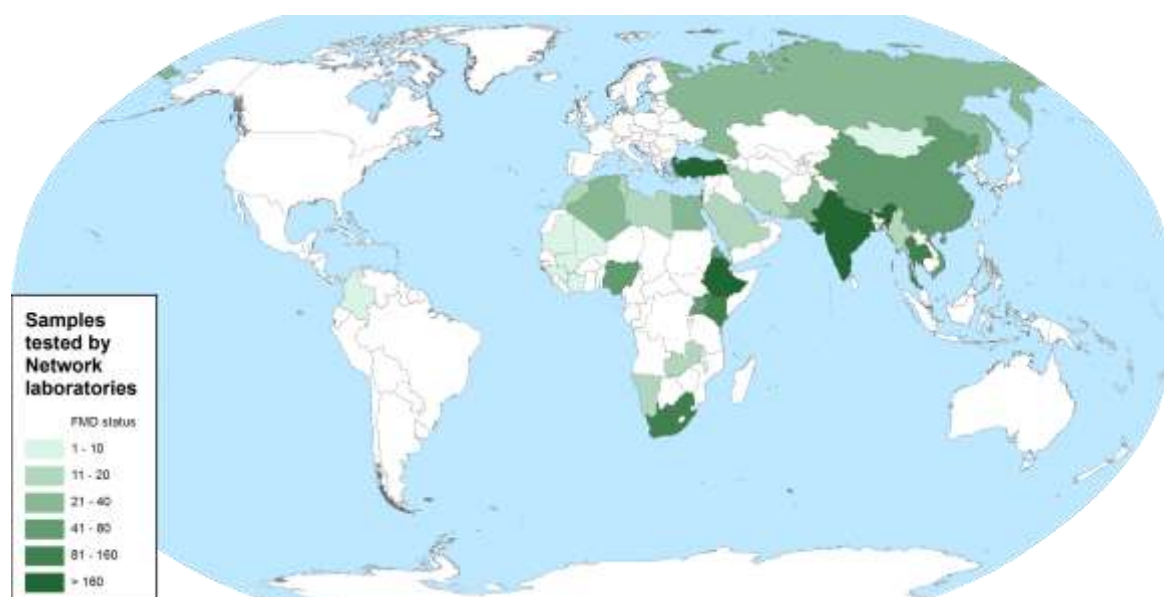 Samples
tested by
Network
laboratories
FMD status
1 - 10
11 - 20
21 - 40
41 - 80
81 - 160
> 160